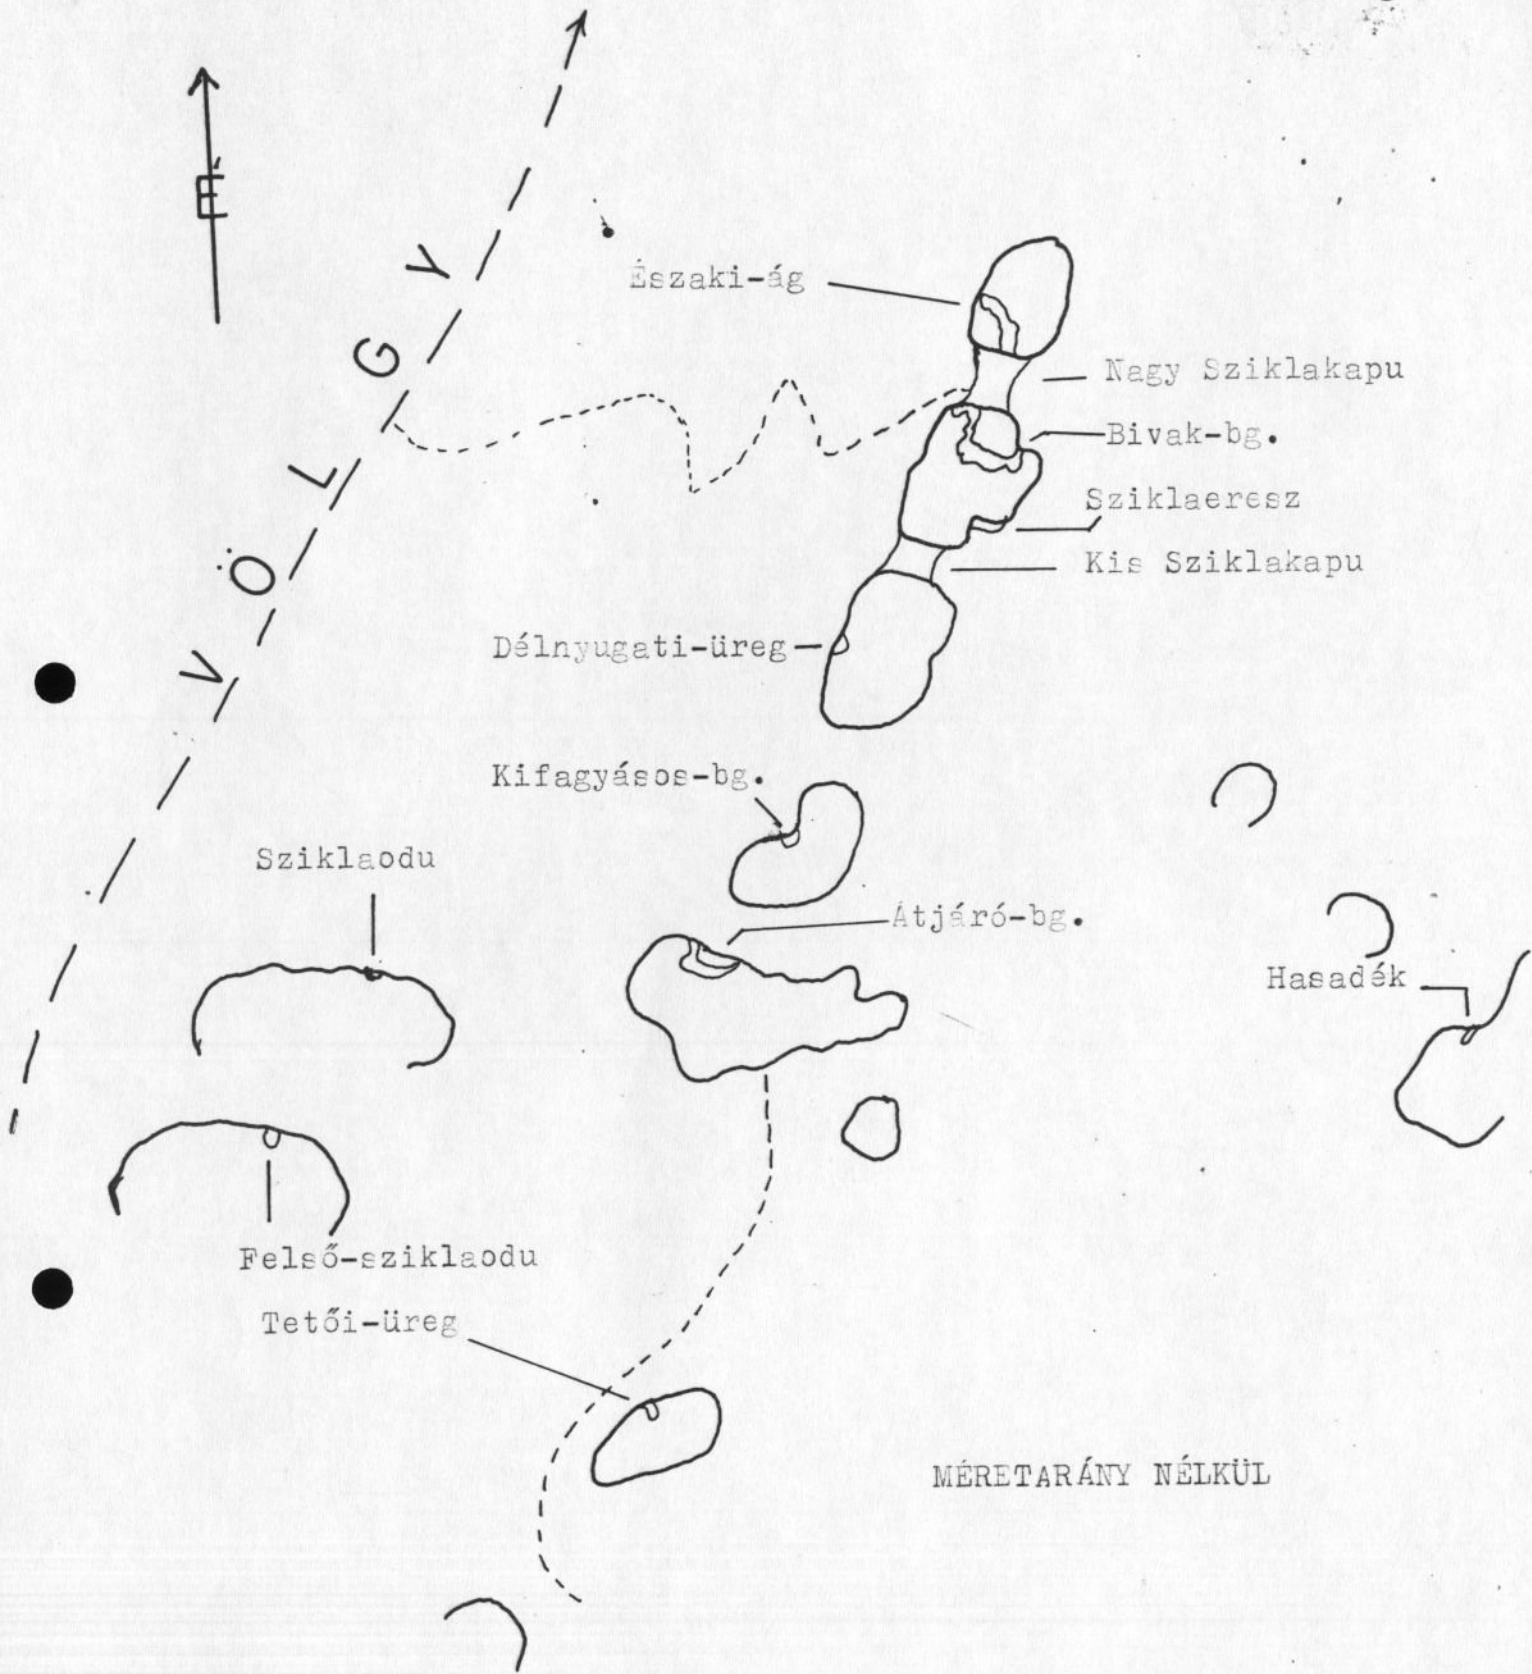 É
VÖLGY
Északi-ág
Nagy Sziklakapu
Bivak-bg.
Sziklaeresz
Kis Sziklakapu
Délnyugati-üreg
Kifagyásos-bg.
Sziklaodu
Átjáró-bg.
Hasadék
Felső-sziklaodu
Tetői-üreg
MÉRETARÁNY NÉLKÜL